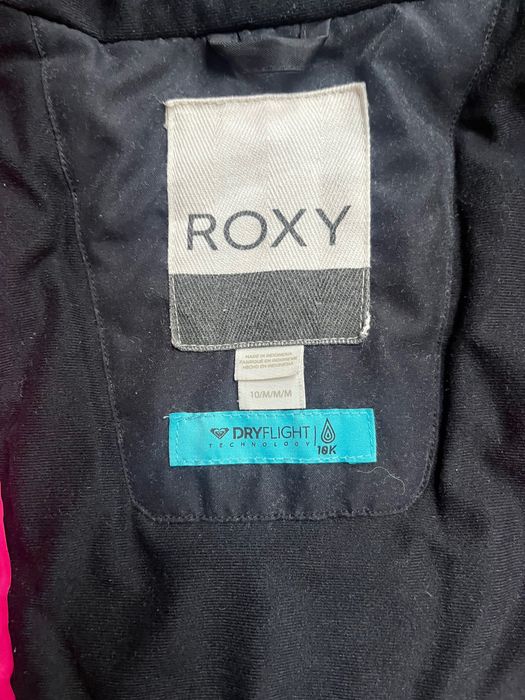 ROXY
MADE IN INDONESIA
FABRIQUÉ EN INDONÉSIE
HECHO EN INDONESIA
10/M/M/M
DRYFLIGHT
TECHNOLOGY
10K